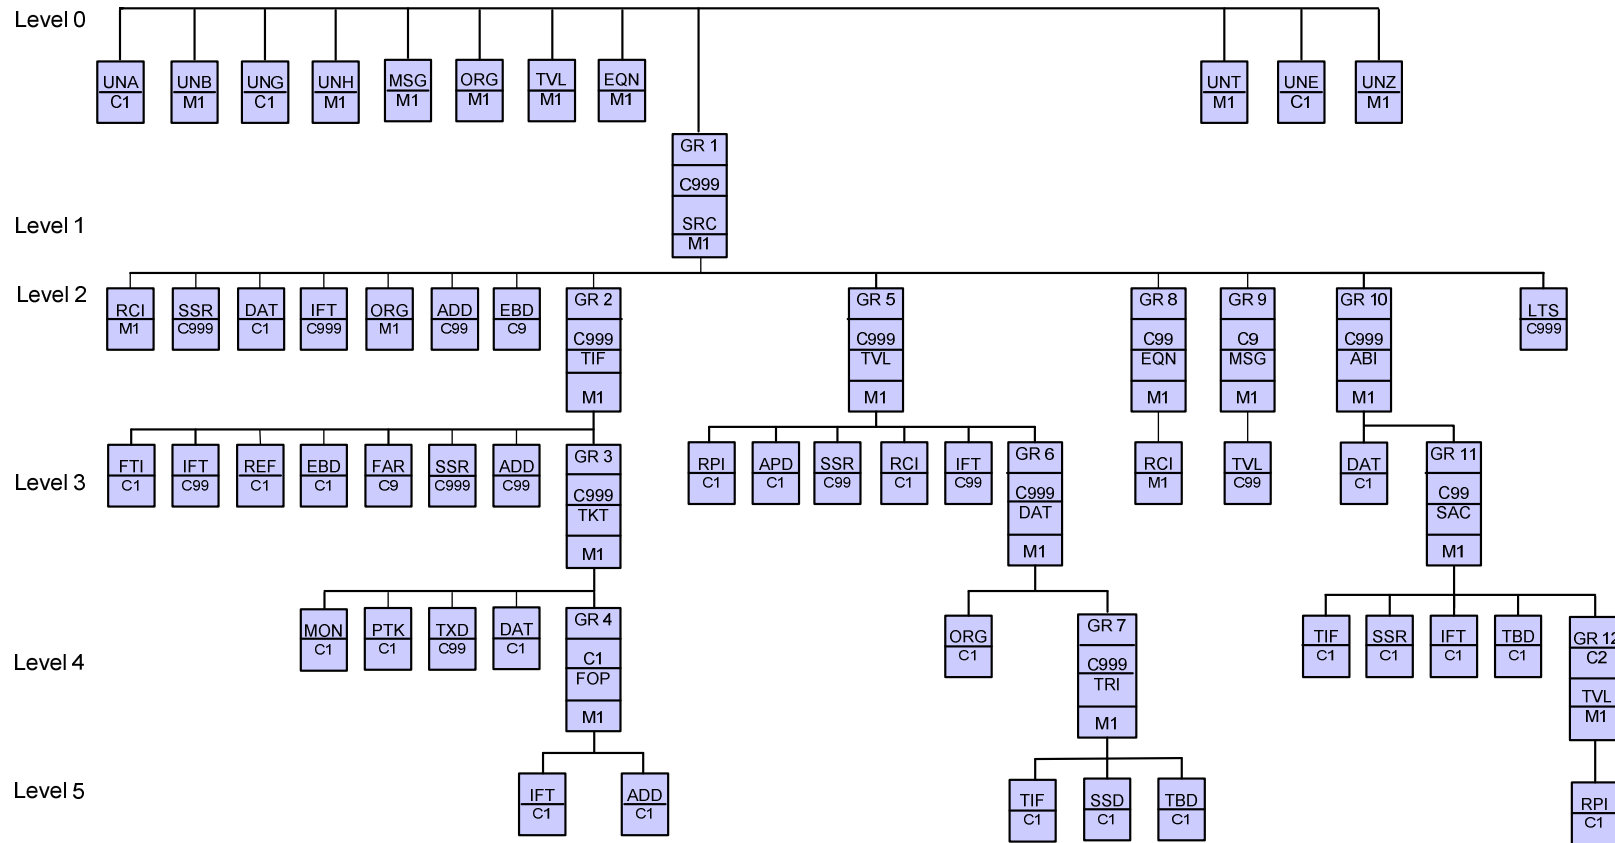 Level 0
UNA
C1
UNB
M1
UNG
C1
UNH
M1
MSG
M1
ORG
M1
TVL
M1
EQN
M1
UNT
M1
UNE
C1
UNZ
M1
Level 1
GR 1
C999
SRC
M1
Level 2
RCI
M1
SSR
C999
DAT
C1
IFT
C999
ORG
M1
ADD
C99
EBD
C9
GR 2
C999
TIF
M1
GR 5
C999
TVL
M1
GR 8
C99
EQN
M1
GR 9
C9
MSG
M1
GR 10
C999
ABI
M1
LTS
C999
Level 3
FTI
C1
IFT
C99
REF
C1
EBD
C1
FAR
C9
SSR
C999
ADD
C99
GR 3
C999
TKT
M1
RPI
C1
APD
C1
SSR
C99
RCI
C1
IFT
C99
GR 6
C999
DAT
M1
RCI
M1
TVL
C99
DAT
C1
GR 11
C99
SAC
M1
Level 4
MON
C1
PTK
C1
TXD
C99
DAT
C1
GR 4
C1
FOP
M1
ORG
C1
GR 7
C999
TRI
M1
TIF
C1
SSR
C1
IFT
C1
TBD
C1
GR 12
C2
TVL
M1
Level 5
IFT
C1
ADD
C1
TIF
C1
SSD
C1
TBD
C1
RPI
C1